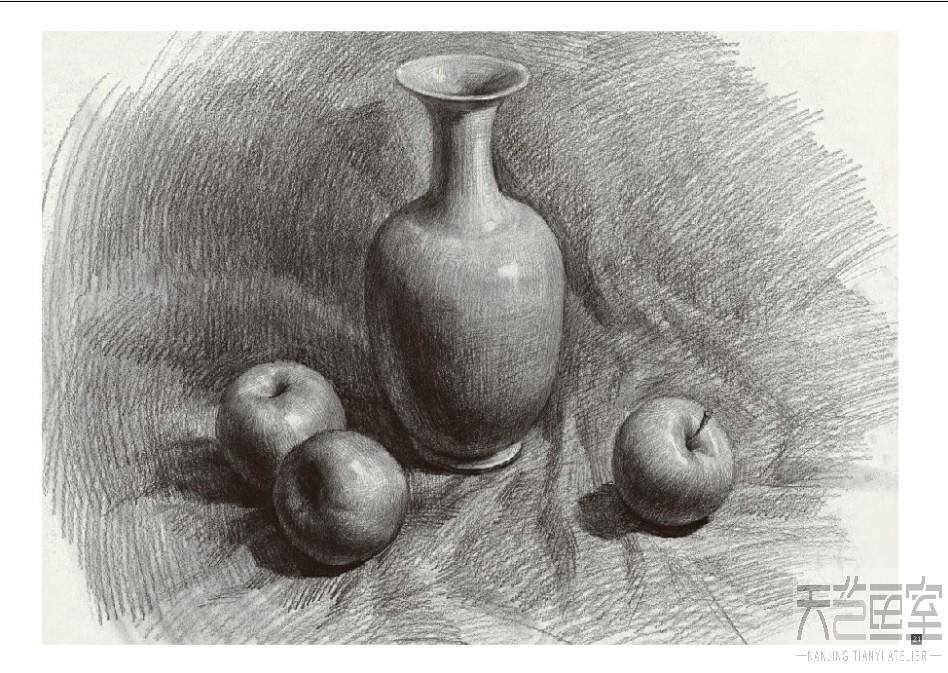 天艺画室
21
NANJING TIANYI ATELIER